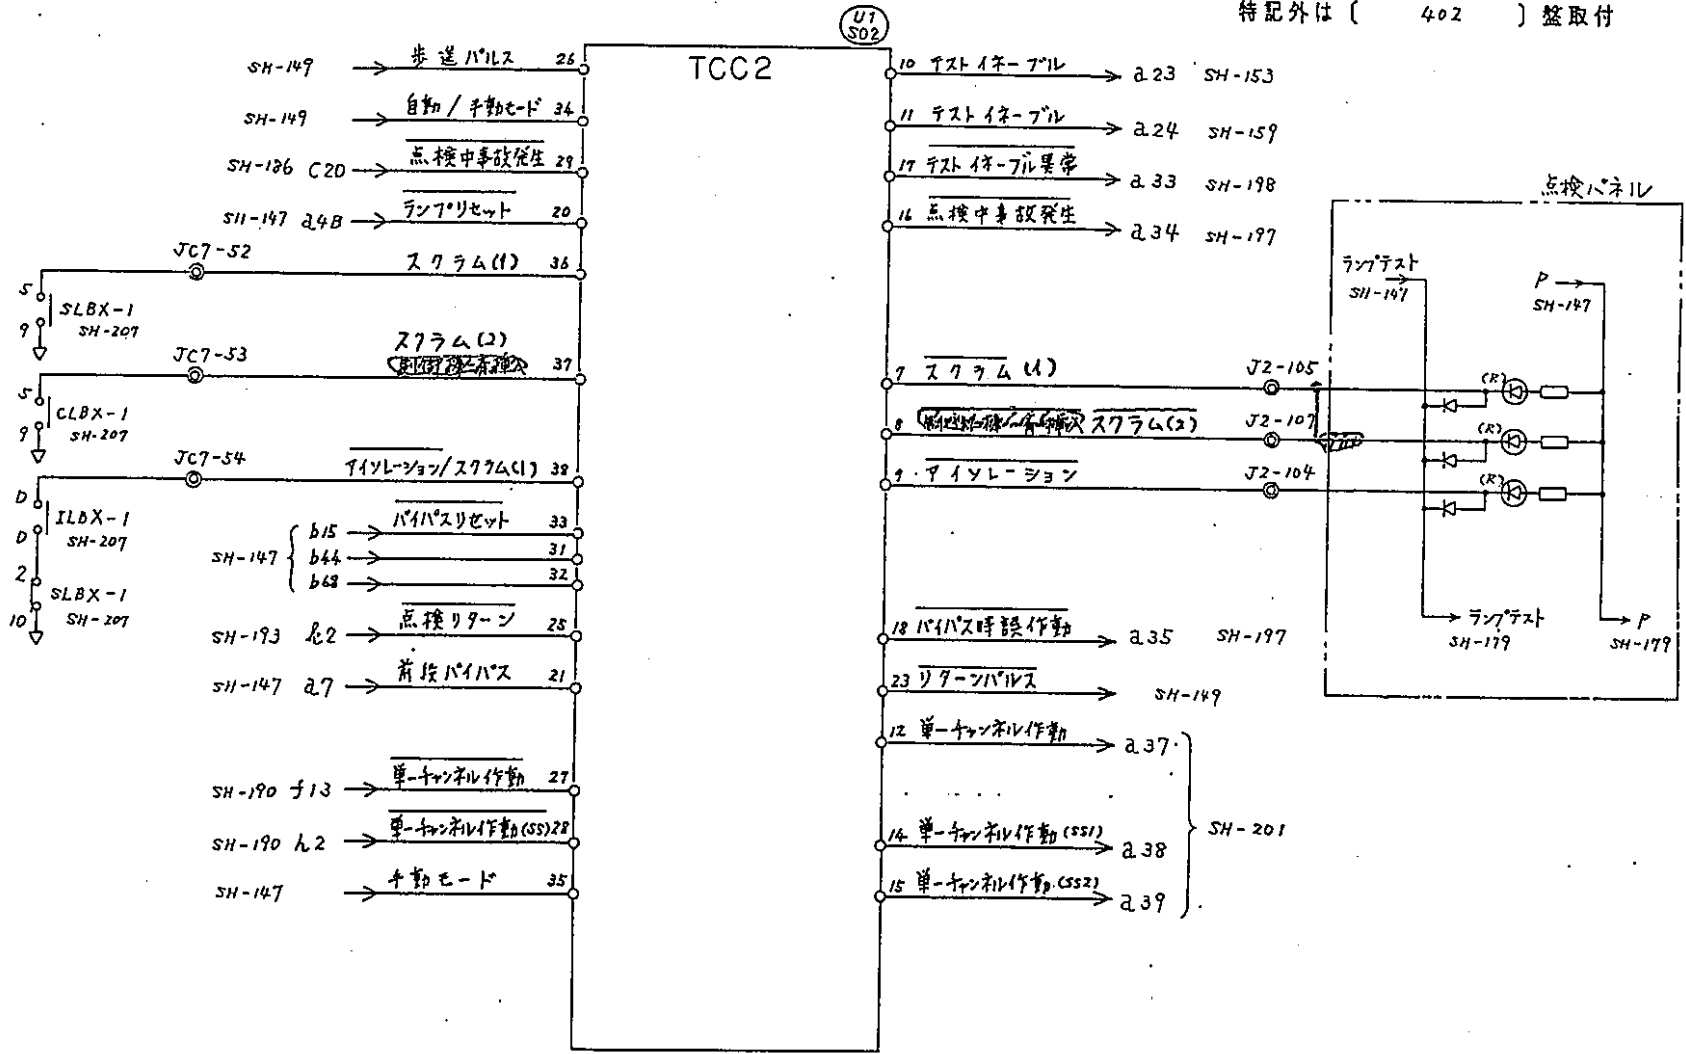 特記外は〔 402 〕盤取付
U1
S02
TCC2
SH-149 歩送パルス 26
SH-149 自動/手動モード 34
SH-186 C20 点検中事故発生 29
SH-147 a48 ランプリセット 20
JC7-52 スクラム(1) 36
5
9
SLBX-1
SH-207
JC7-53 スクラム(2) 37
5
9
CLBX-1
SH-207
JC7-54 アイソレーション/スクラム(1) 38
D
D
ILBX-1
SH-207
2
10
SLBX-1
SH-207
SH-147
b15 バイパスリセット 33
b44 31
b68 32
SH-193 h2 点検リターン 25
SH-147 a7 前段バイパス 21
SH-190 f13 単一チャンネル作動 27
SH-190 h2 単一チャンネル作動(SS) 28
SH-147 手動モード 35
10 テストイネーブル a23 SH-153
11 テストイネーブル a24 SH-159
17 テストイネーブル異常 a33 SH-198
16 点検中事故発生 a34 SH-197
7 スクラム(1) J2-105
8 スクラム(2) J2-107
9 アイソレーション J2-104
18 バイパス時誤作動 a35 SH-197
23 リターンパルス SH-149
12 単一チャンネル作動 a37
14 単一チャンネル作動(SS1) a38
15 単一チャンネル作動(SS2) a39
SH-201
点検パネル
ランプテスト
SH-147
P
SH-147
(R)
(R)
(R)
ランプテスト
SH-179
P
SH-179